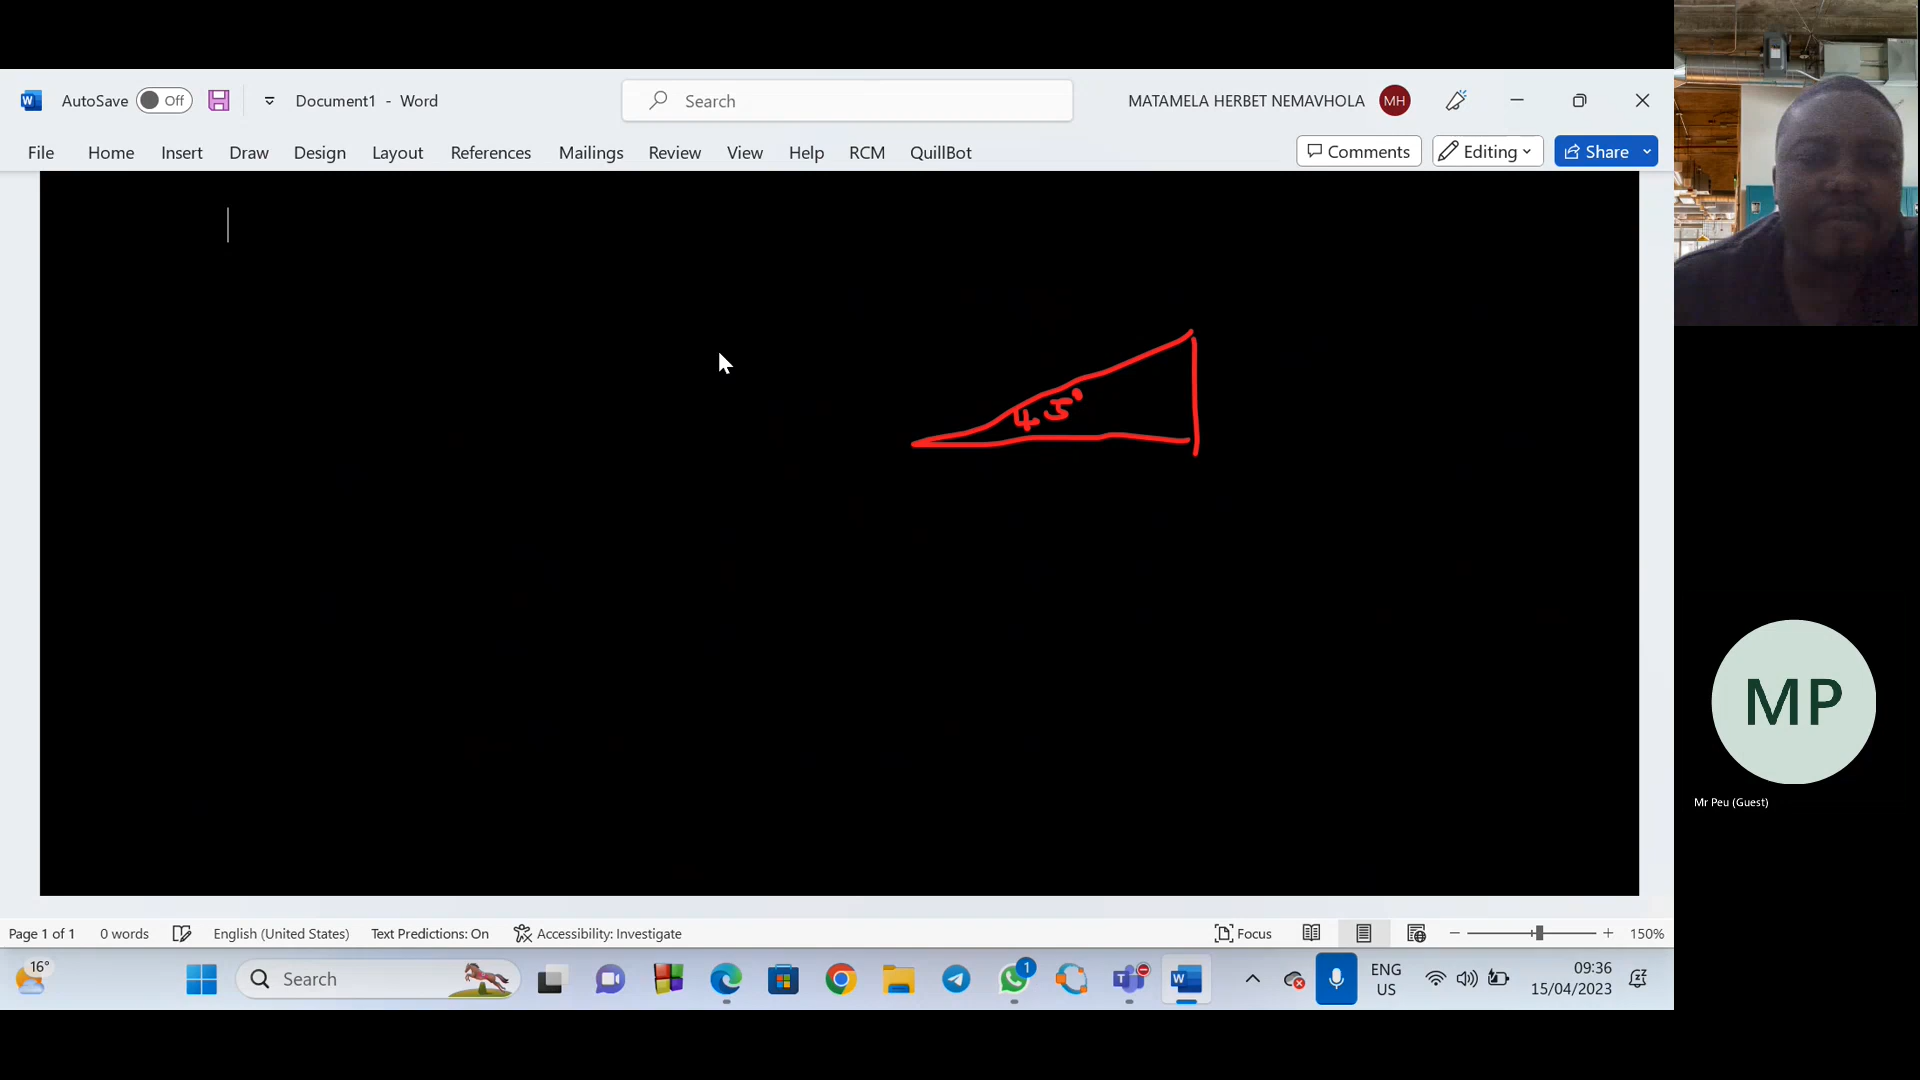 AutoSave Off Document1 - Word Search MATAMELA HERBET NEMAVHOLA MH
File Home Insert Draw Design Layout References Mailings Review View Help RCM QuillBot Comments Editing Share
45°
MP
Mr Peu (Guest)
Page 1 of 1 0 words English (United States) Text Predictions: On Accessibility: Investigate Focus 150%
16° Search 1 ENG 09:36
US 15/04/2023